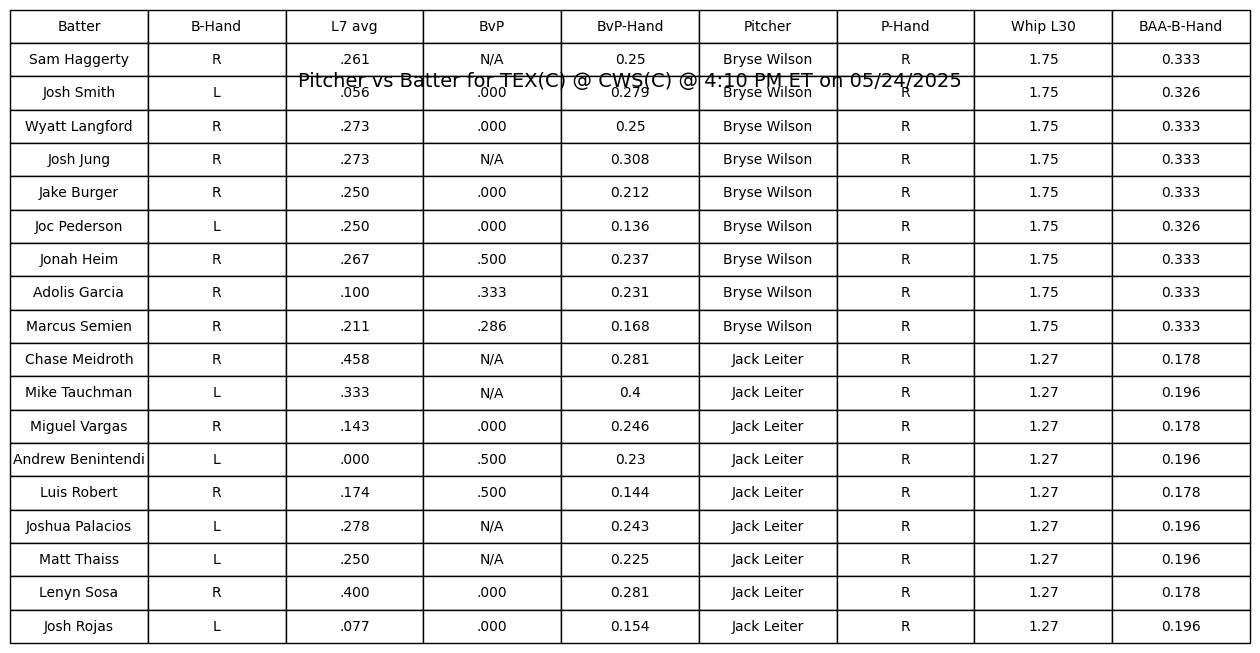 Batter B-Hand L7 avg BvP BvP-Hand Pitcher P-Hand Whip L30 BAA-B-Hand
Sam Haggerty R .261 N/A 0.25 Bryse Wilson R 1.75 0.333
Pitcher vs Batter for TEX(C) @ CWS(C) @ 4:10 PM ET on 05/24/2025
Josh Smith L .056 .000 0.279 Bryse Wilson R 1.75 0.326
Wyatt Langford R .273 .000 0.25 Bryse Wilson R 1.75 0.333
Josh Jung R .273 N/A 0.308 Bryse Wilson R 1.75 0.333
Jake Burger R .250 .000 0.212 Bryse Wilson R 1.75 0.333
Joc Pederson L .250 .000 0.136 Bryse Wilson R 1.75 0.326
Jonah Heim R .267 .500 0.237 Bryse Wilson R 1.75 0.333
Adolis Garcia R .100 .333 0.231 Bryse Wilson R 1.75 0.333
Marcus Semien R .211 .286 0.168 Bryse Wilson R 1.75 0.333
Chase Meidroth R .458 N/A 0.281 Jack Leiter R 1.27 0.178
Mike Tauchman L .333 N/A 0.4 Jack Leiter R 1.27 0.196
Miguel Vargas R .143 .000 0.246 Jack Leiter R 1.27 0.178
Andrew Benintendi L .000 .500 0.23 Jack Leiter R 1.27 0.196
Luis Robert R .174 .500 0.144 Jack Leiter R 1.27 0.178
Joshua Palacios L .278 N/A 0.243 Jack Leiter R 1.27 0.196
Matt Thaiss L .250 N/A 0.225 Jack Leiter R 1.27 0.196
Lenyn Sosa R .400 .000 0.281 Jack Leiter R 1.27 0.178
Josh Rojas L .077 .000 0.154 Jack Leiter R 1.27 0.196